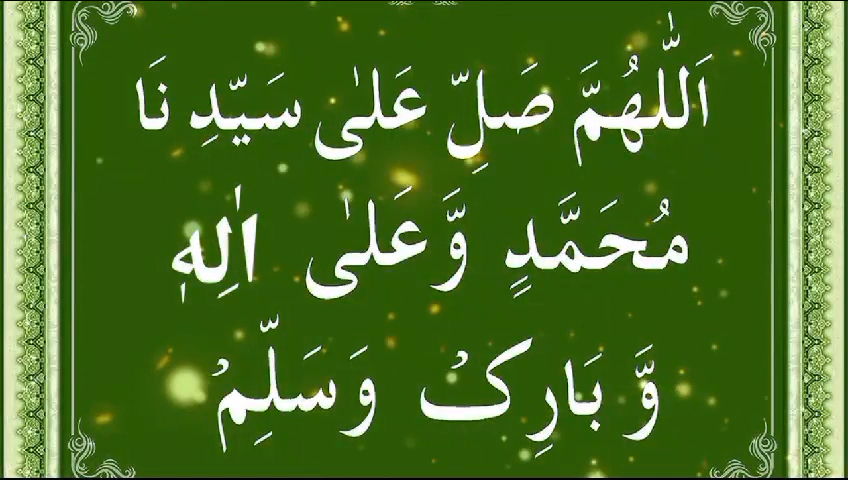 اَللّٰهُمَّ صَلِّ عَلٰى سَيِّدِنَا
مُحَمَّدٍ وَّعَلٰى اٰلِهٖ
وَّ بَارِکْ وَسَلِّمْ